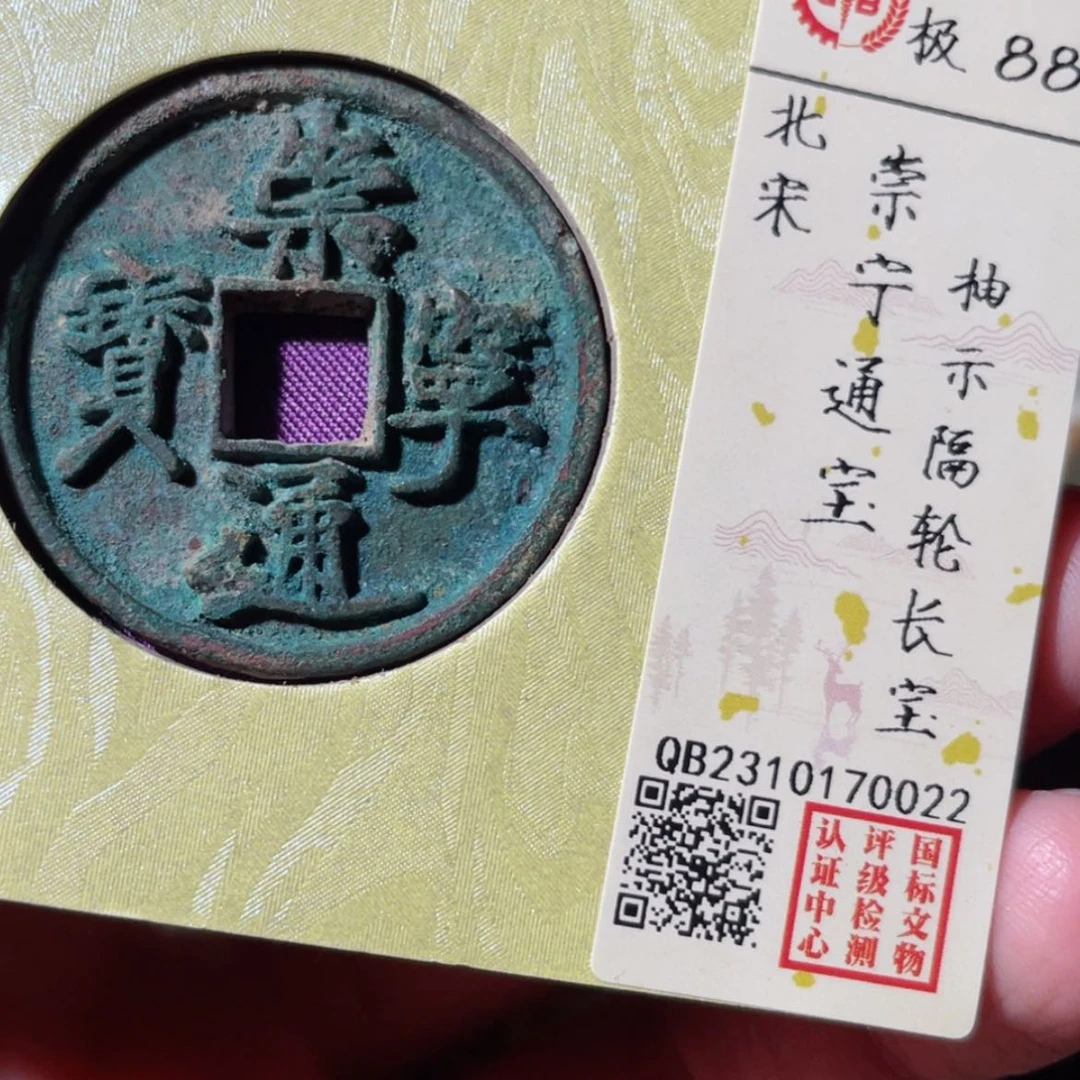 崇
寧
通
寶
极 88
北宋
崇宁通宝
抽示隔轮长宝
QB2310170022
国标文物
评级检测
认证中心